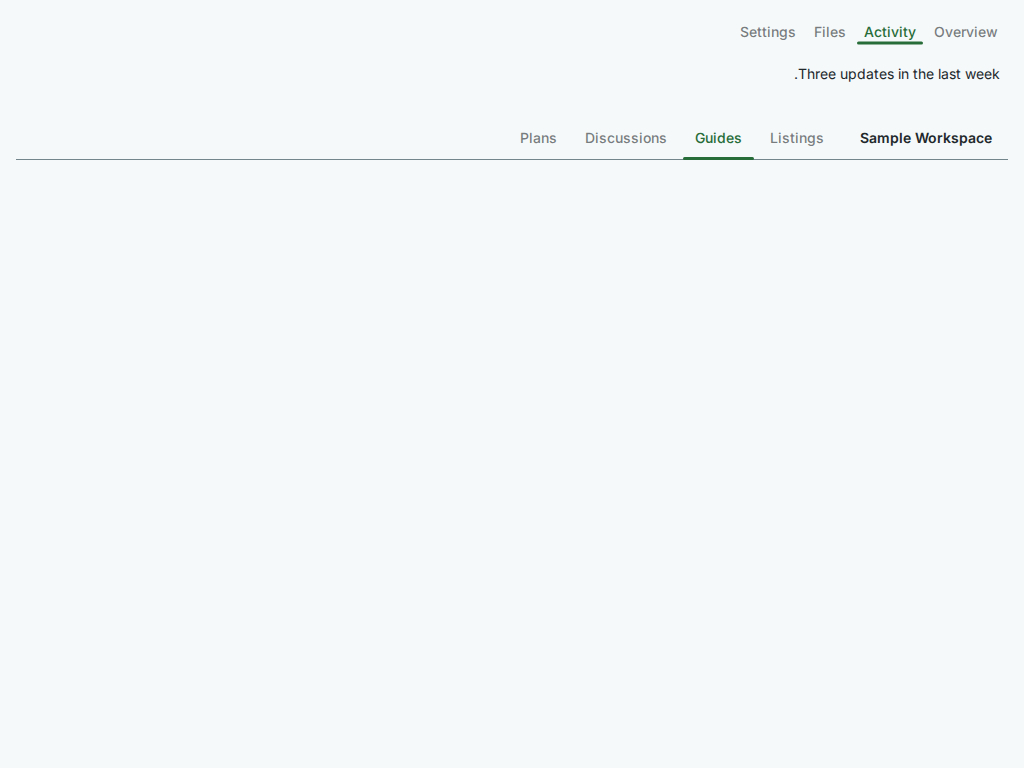 Overview Activity Files Settings
Three updates in the last week.
Sample Workspace Listings Guides Discussions Plans